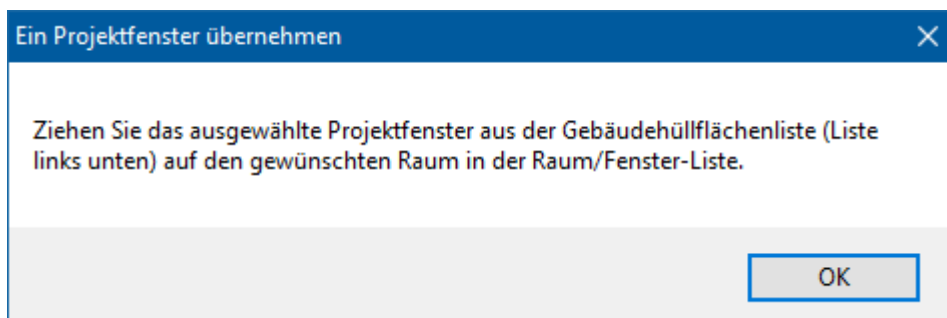 Ein Projektfenster übernehmen
Ziehen Sie das ausgewählte Projektfenster aus der Gebäudehüllflächenliste (Liste
links unten) auf den gewünschten Raum in der Raum/Fenster-Liste.
OK